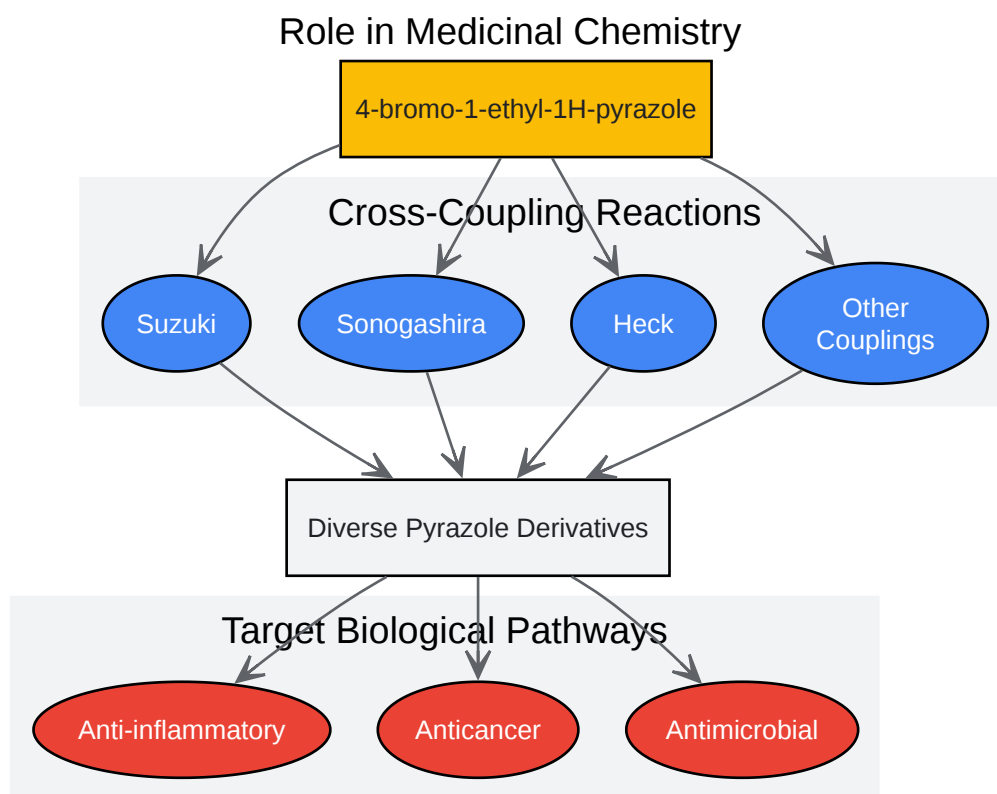 Role in Medicinal Chemistry
4-bromo-1-ethyl-1H-pyrazole
Cross-Coupling Reactions
Suzuki
Sonogashira
Heck
Other
Couplings
Diverse Pyrazole Derivatives
Target Biological Pathways
Anti-inflammatory
Anticancer
Antimicrobial